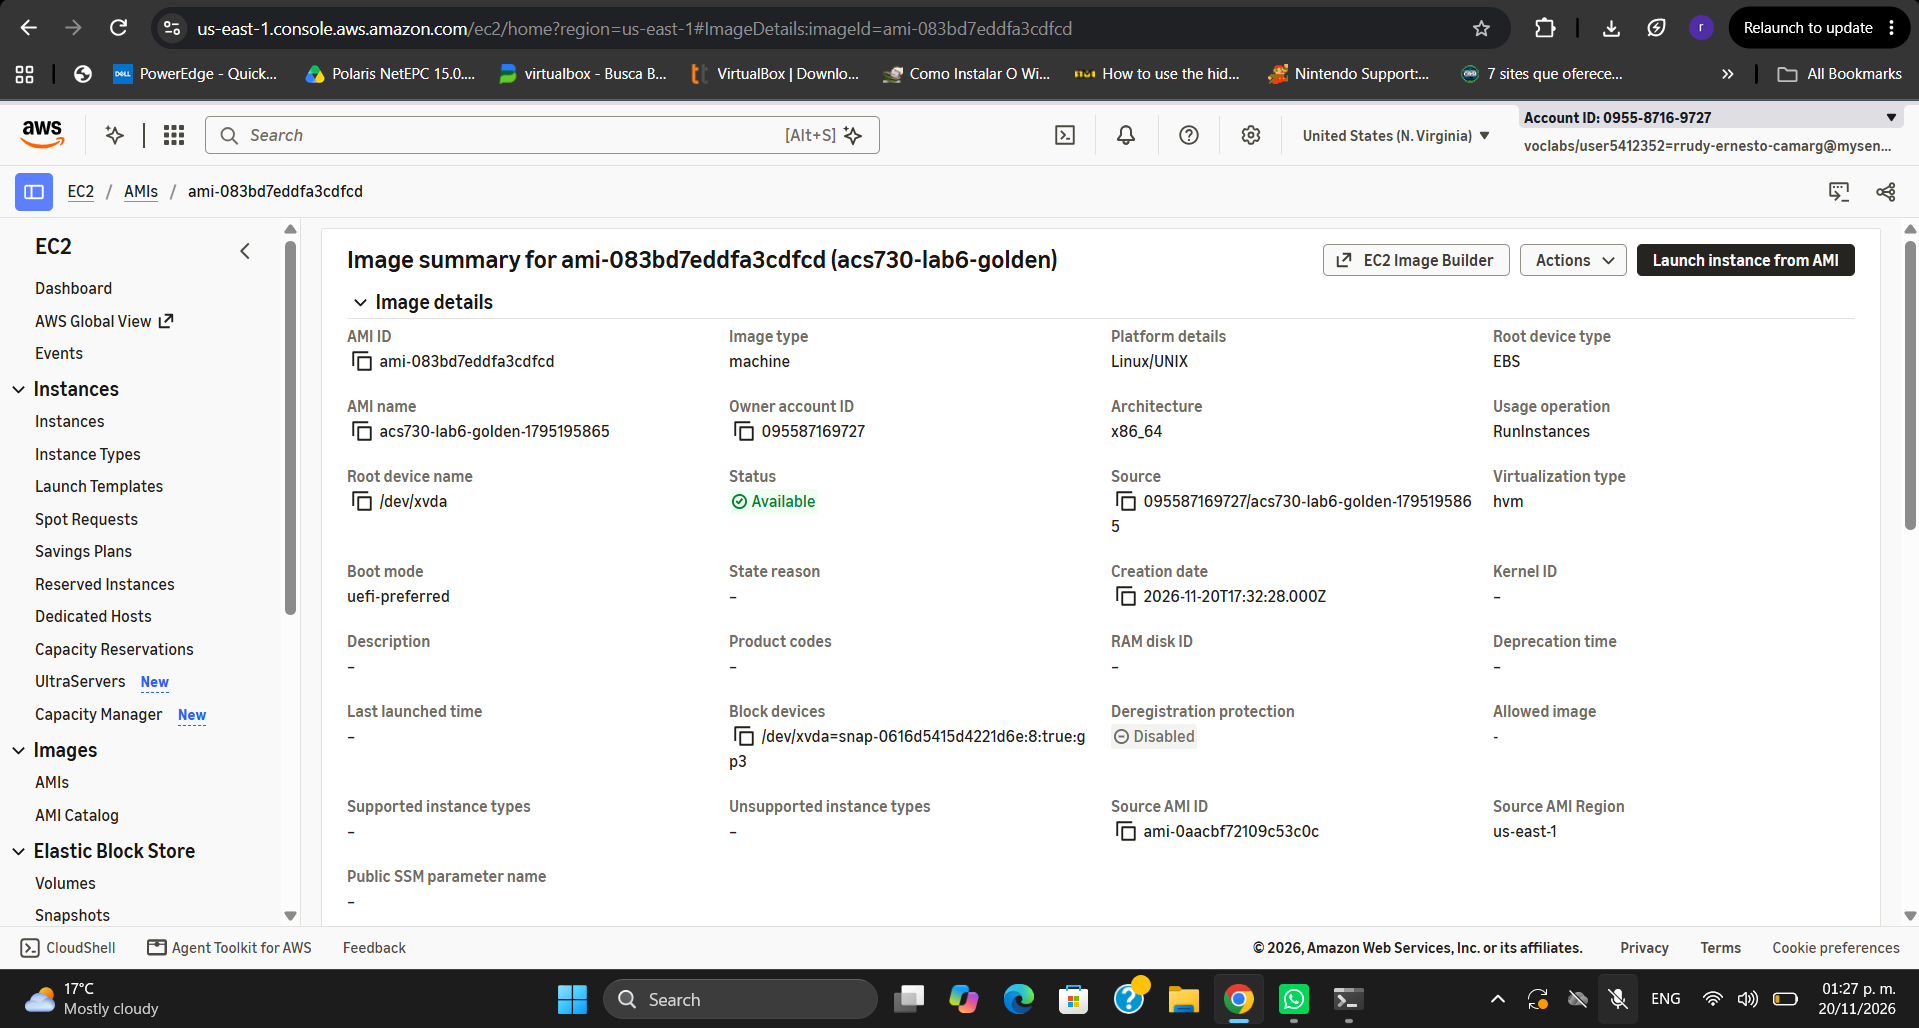 us-east-1.console.aws.amazon.com/ec2/home?region=us-east-1#ImageDetails:imageId=ami-083bd7eddfa3cdfcd
r
Relaunch to update
DELL
PowerEdge - Quick...
Polaris NetEPC 15.0....
virtualbox - Busca B...
VirtualBox | Downlo...
Como Instalar O Wi...
How to use the hid...
Nintendo Support:...
7 sites que oferece...
»
All Bookmarks
aws
Search
[Alt+S]
United States (N. Virginia)
Account ID: 0955-8716-9727
voclabs/user5412352=rrudy-ernesto-camarg@mysen...
EC2 / AMIs / ami-083bd7eddfa3cdfcd
EC2
Dashboard
AWS Global View
Events
Instances
Instances
Instance Types
Launch Templates
Spot Requests
Savings Plans
Reserved Instances
Dedicated Hosts
Capacity Reservations
UltraServers New
Capacity Manager New
Images
AMIs
AMI Catalog
Elastic Block Store
Volumes
Snapshots
Image summary for ami-083bd7eddfa3cdfcd (acs730-lab6-golden)
EC2 Image Builder
Actions
Launch instance from AMI
Image details
AMI ID
ami-083bd7eddfa3cdfcd
Image type
machine
Platform details
Linux/UNIX
Root device type
EBS
AMI name
acs730-lab6-golden-1795195865
Owner account ID
095587169727
Architecture
x86_64
Usage operation
RunInstances
Root device name
/dev/xvda
Status
Available
Source
095587169727/acs730-lab6-golden-179519586
5
Virtualization type
hvm
Boot mode
uefi-preferred
State reason
–
Creation date
2026-11-20T17:32:28.000Z
Kernel ID
–
Description
–
Product codes
–
RAM disk ID
–
Deprecation time
–
Last launched time
–
Block devices
/dev/xvda=snap-0616d5415d4221d6e:8:true:g
p3
Deregistration protection
Disabled
Allowed image
-
Supported instance types
–
Unsupported instance types
–
Source AMI ID
ami-0aacbf72109c53c0c
Source AMI Region
us-east-1
Public SSM parameter name
–
CloudShell
Agent Toolkit for AWS
Feedback
© 2026, Amazon Web Services, Inc. or its affiliates.
Privacy
Terms
Cookie preferences
17°C
Mostly cloudy
Search
ENG
01:27 p. m.
20/11/2026